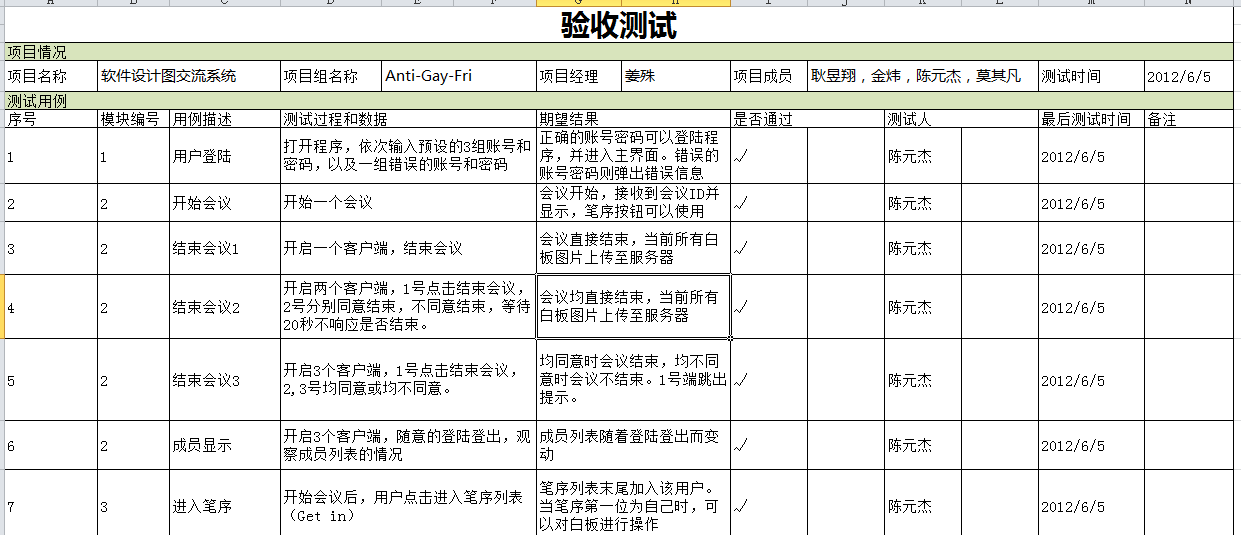 验收测试
项目情况
项目名称 软件设计图交流系统 项目组名称 Anti-Gay-Fri 项目经理 姜殊 项目成员 耿昱翔，金炜，陈元杰，莫其凡 测试时间 2012/6/5
测试用例
序号 模块编号 用例描述 测试过程和数据 期望结果 是否通过 测试人 最后测试时间 备注
1 1 用户登陆 打开程序，依次输入预设的3组账号和
密码，以及一组错误的账号和密码
正确的账号密码可以登陆程
序，并进入主界面。错误的
账号密码则弹出错误信息
√ 陈元杰 2012/6/5
2 2 开始会议 开始一个会议
会议开始，接收到会议ID并
显示，笔序按钮可以使用
√ 陈元杰 2012/6/5
3 2 结束会议1 开启一个客户端，结束会议
会议直接结束，当前所有白
板图片上传至服务器
√ 陈元杰 2012/6/5
4 2 结束会议2 开启两个客户端，1号点击结束会议，
2号分别同意结束，不同意结束，等待
20秒不响应是否结束。
会议均直接结束，当前所有
白板图片上传至服务器
√ 陈元杰 2012/6/5
5 2 结束会议3 开启3个客户端，1号点击结束会议，
2,3号均同意或均不同意。
均同意时会议结束，均不同
意时会议不结束。1号端跳出
提示。
√ 陈元杰 2012/6/5
6 2 成员显示 开启3个客户端，随意的登陆登出，观
察成员列表的情况
成员列表随着登陆登出而变
动
√ 陈元杰 2012/6/5
7 3 进入笔序 开始会议后，用户点击进入笔序列表
（Get in）
笔序列表末尾加入该用户。
当笔序第一位为自己时，可
以对白板进行操作
√ 陈元杰 2012/6/5